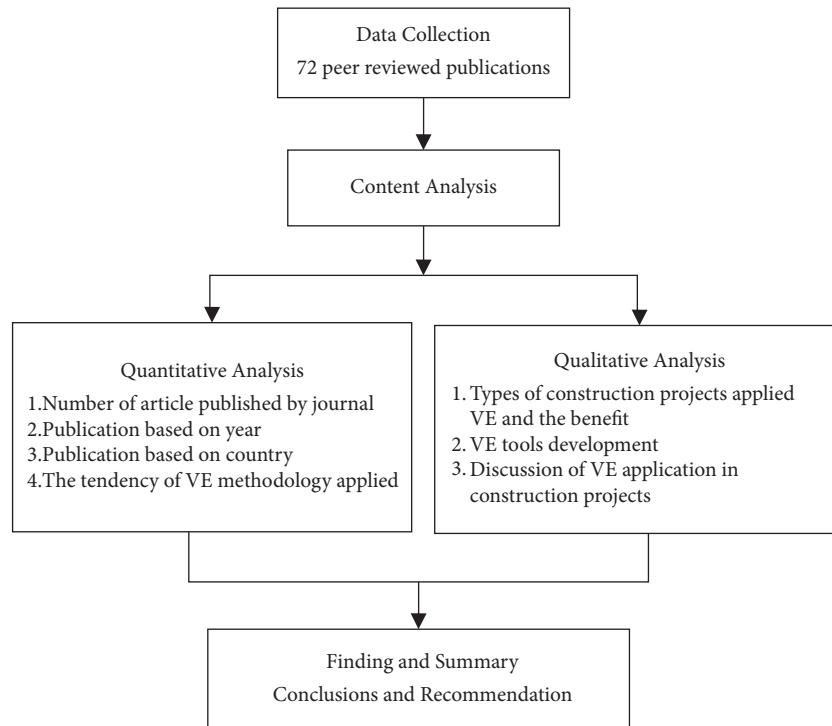 Data Collection
72 peer reviewed publications
Content Analysis
Quantitative Analysis
1.Number of article published by journal
2.Publication based on year
3.Publication based on country
4.The tendency of VE methodology applied
Qualitative Analysis
1. Types of construction projects applied
VE and the benefit
2. VE tools development
3. Discussion of VE application in
construction projects
Finding and Summary
Conclusions and Recommendation